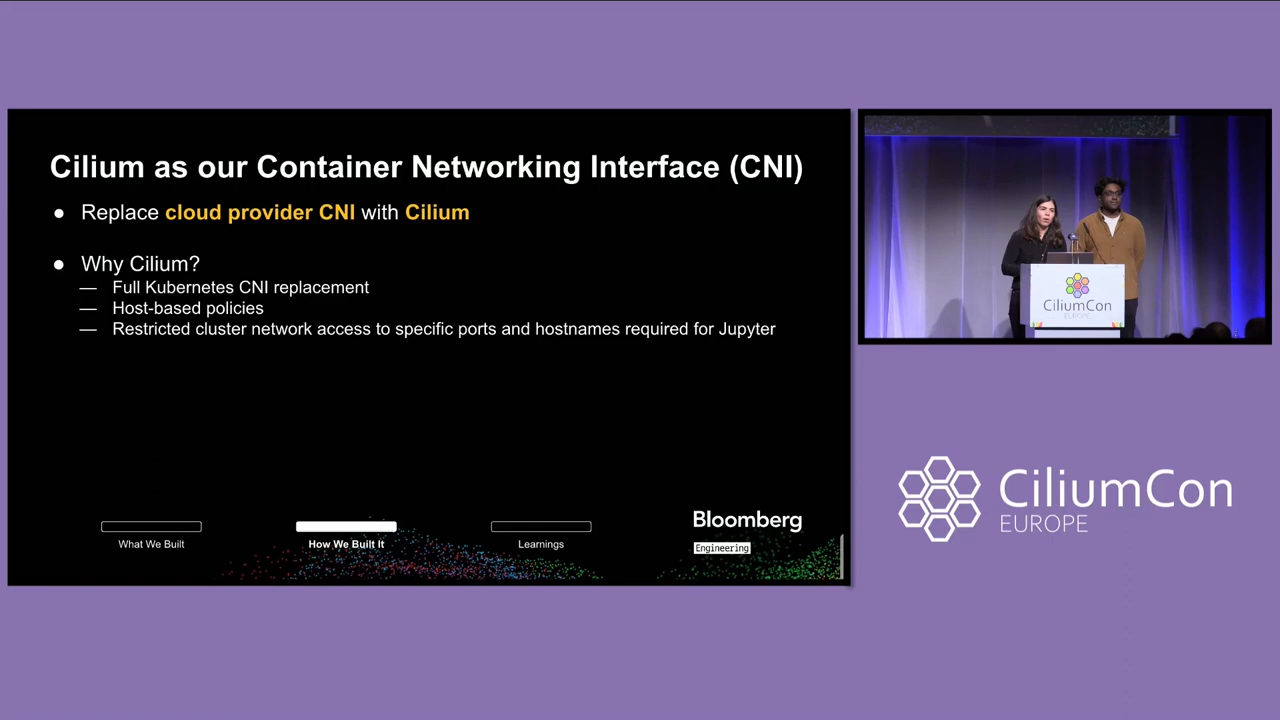 Cilium as our Container Networking Interface (CNI)
● Replace cloud provider CNI with Cilium
● Why Cilium?
— Full Kubernetes CNI replacement
— Host-based policies
— Restricted cluster network access to specific ports and hostnames required for Jupyter
What We Built
How We Built It
Learnings
Bloomberg
Engineering
CiliumCon
EUROPE
CiliumCon
EUROPE